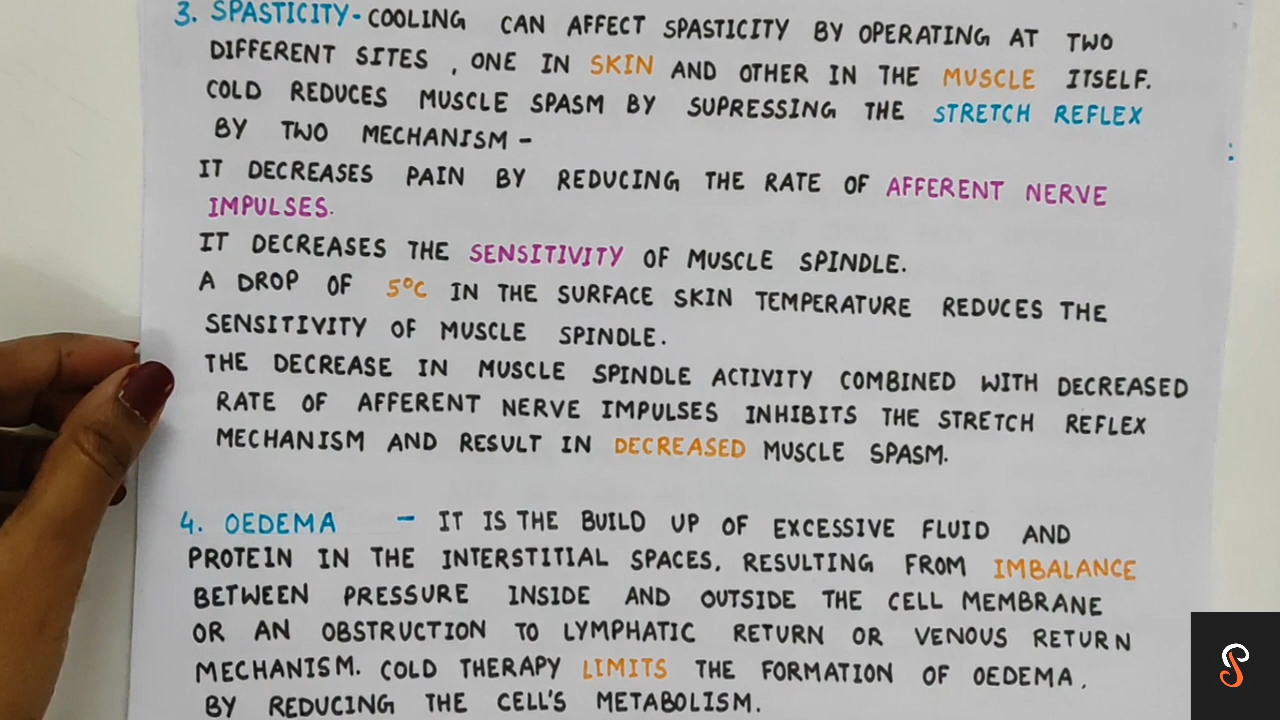 3. SPASTICITY- COOLING CAN AFFECT SPASTICITY BY OPERATING AT TWO
DIFFERENT SITES , ONE IN SKIN AND OTHER IN THE MUSCLE ITSELF.
COLD REDUCES MUSCLE SPASM BY SUPRESSING THE STRETCH REFLEX
BY TWO MECHANISM -
IT DECREASES PAIN BY REDUCING THE RATE OF AFFERENT NERVE
IMPULSES.
IT DECREASES THE SENSITIVITY OF MUSCLE SPINDLE.
A DROP OF 5°C IN THE SURFACE SKIN TEMPERATURE REDUCES THE
SENSITIVITY OF MUSCLE SPINDLE.
THE DECREASE IN MUSCLE SPINDLE ACTIVITY COMBINED WITH DECREASED
RATE OF AFFERENT NERVE IMPULSES INHIBITS THE STRETCH REFLEX
MECHANISM AND RESULT IN DECREASED MUSCLE SPASM.
4. OEDEMA - IT IS THE BUILD UP OF EXCESSIVE FLUID AND
PROTEIN IN THE INTERSTITIAL SPACES. RESULTING FROM IMBALANCE
BETWEEN PRESSURE INSIDE AND OUTSIDE THE CELL MEMBRANE
OR AN OBSTRUCTION TO LYMPHATIC RETURN OR VENOUS RETURN
MECHANISM. COLD THERAPY LIMITS THE FORMATION OF OEDEMA.
BY REDUCING THE CELL'S METABOLISM.